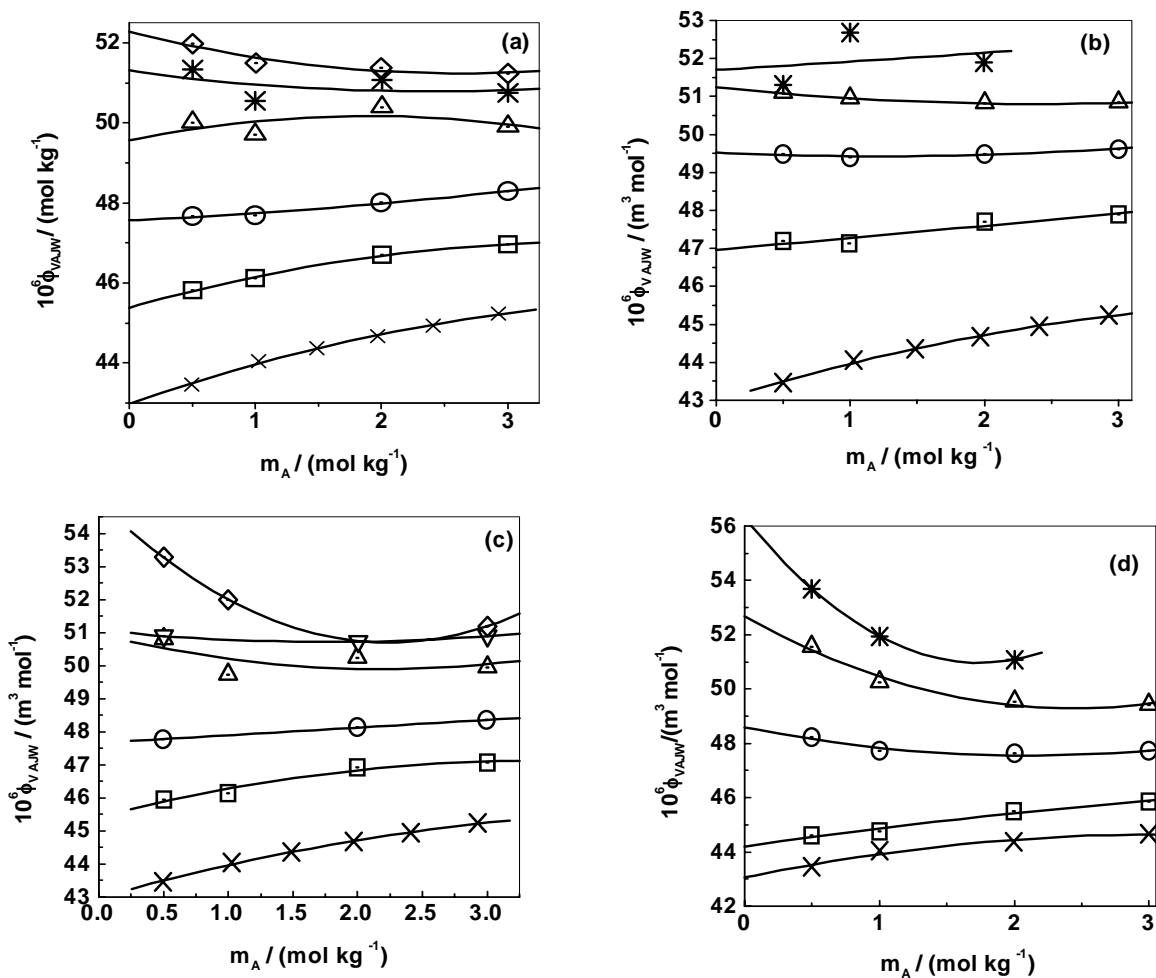 (a)
52
50
48
46
44
0 1 2 3
10⁶ϕVAJW/ (mol kg⁻¹)
mA / (mol kg⁻¹)
(b)
53
52
51
50
49
48
47
46
45
44
43
0 1 2 3
10⁶ϕV AJW / (m³ mol⁻¹)
mA / (mol kg⁻¹)
(c)
54
53
52
51
50
49
48
47
46
45
44
43
0.0 0.5 1.0 1.5 2.0 2.5 3.0
10⁶ϕV AJW / (m³ mol⁻¹)
mA / (mol kg⁻¹)
(d)
56
54
52
50
48
46
44
42
0 1 2 3
10⁶ϕVAJW/(m³ mol⁻¹)
mA / (mol kg⁻¹)